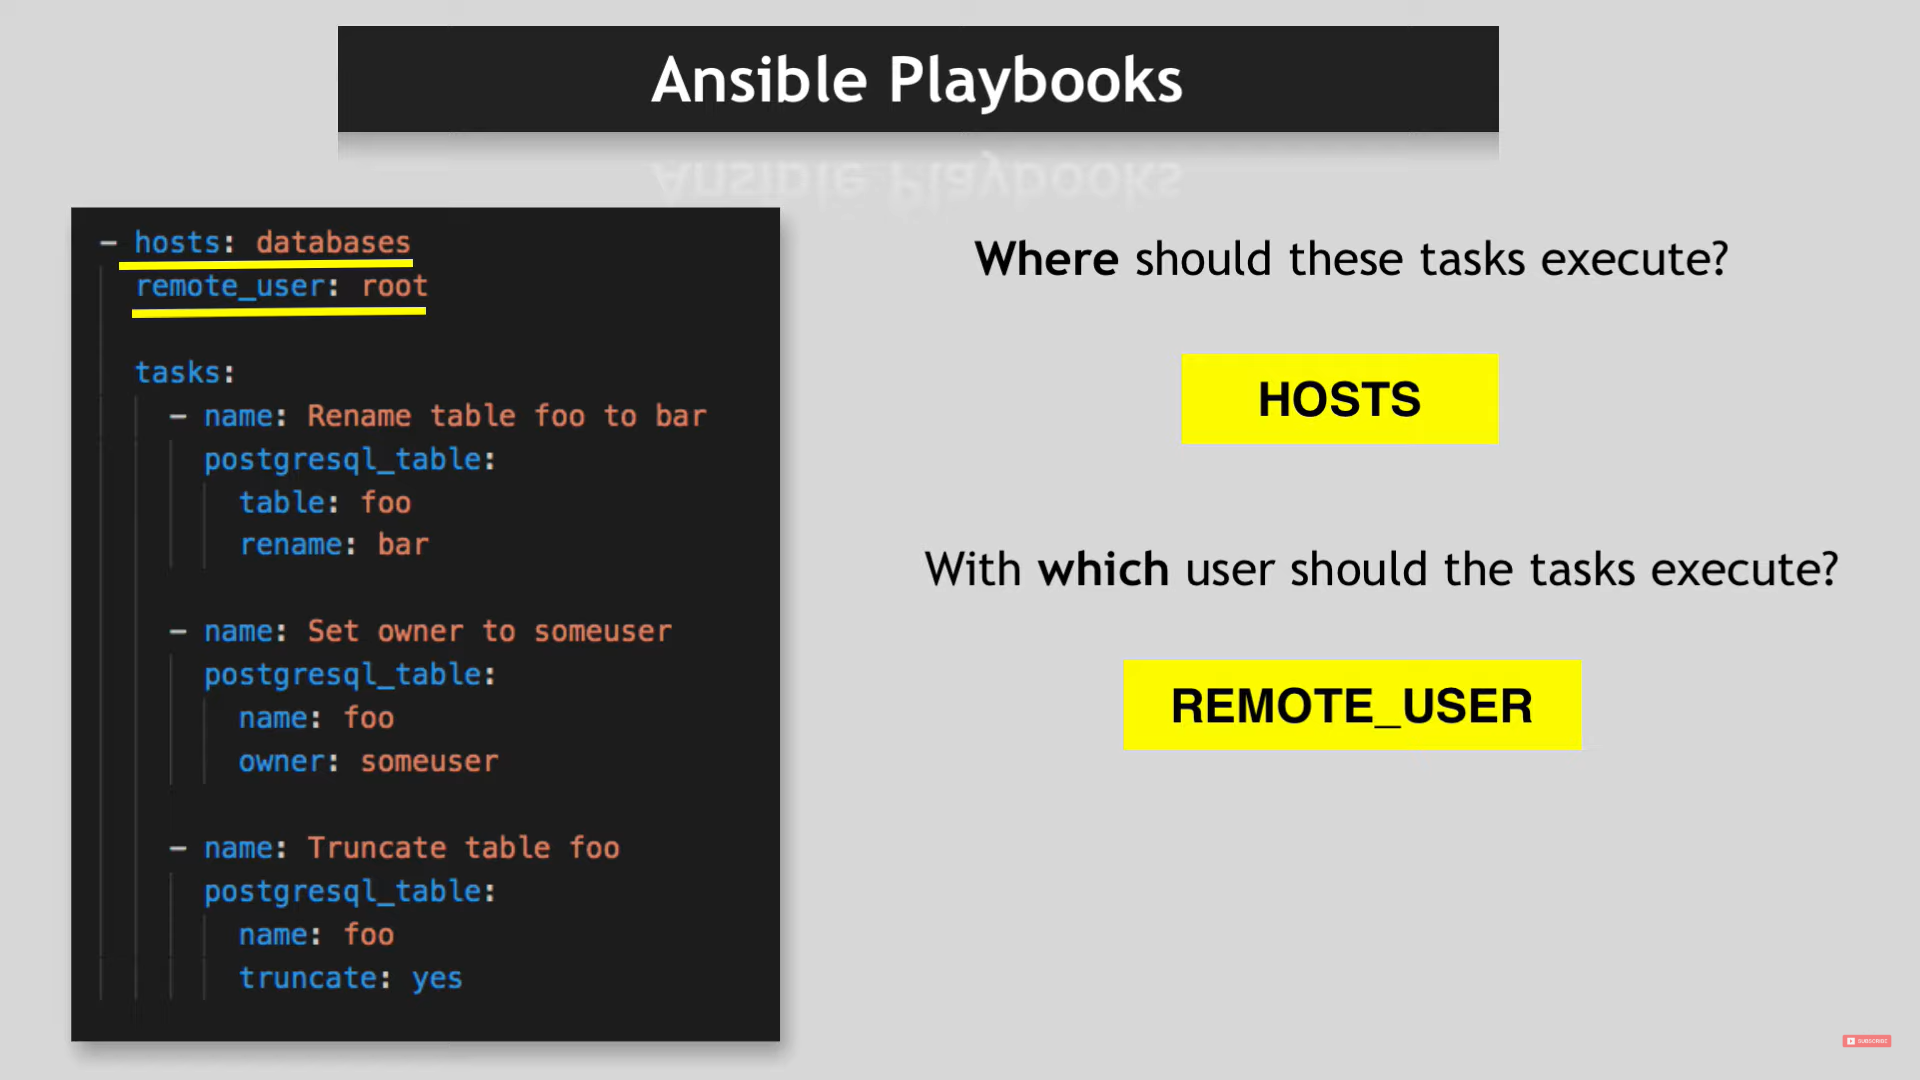 Ansible Playbooks
- hosts: databases
remote_user: root
tasks:
- name: Rename table foo to bar
postgresql_table:
table: foo
rename: bar
- name: Set owner to someuser
postgresql_table:
name: foo
owner: someuser
- name: Truncate table foo
postgresql_table:
name: foo
truncate: yes
Where should these tasks execute?
HOSTS
With which user should the tasks execute?
REMOTE_USER
SUBSCRIBE